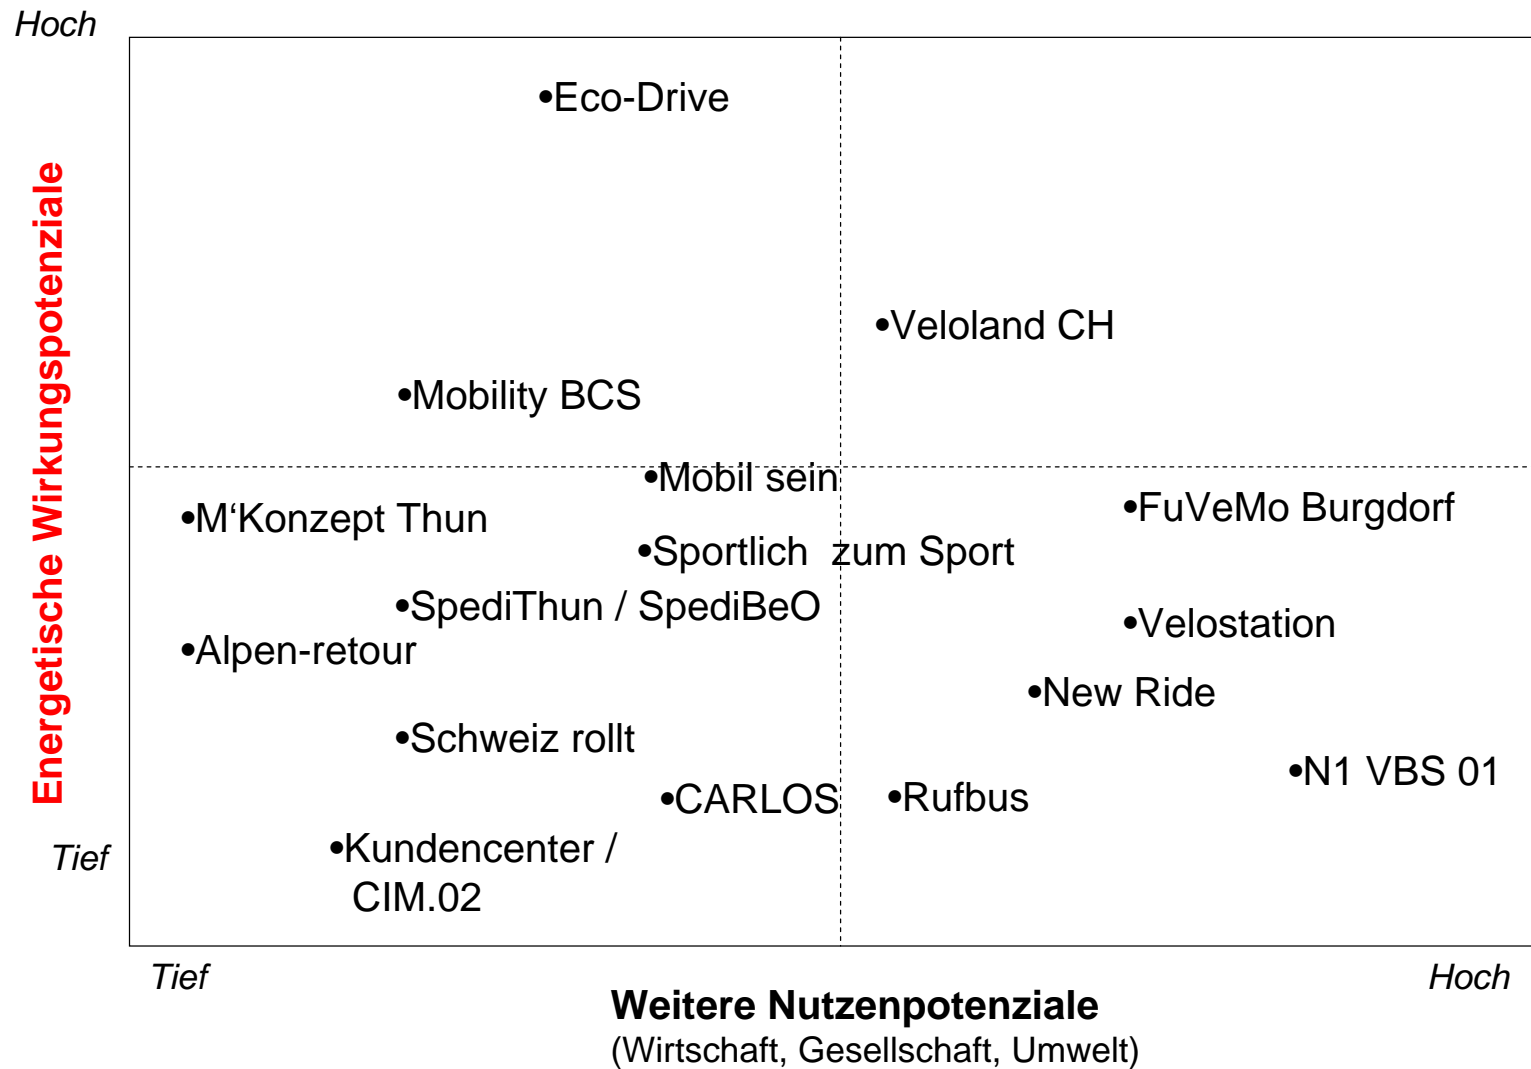 Hoch
•Eco-Drive
Energetische Wirkungspotenziale
•Veloland CH
•Mobility BCS
•Mobil sein
•M‘Konzept Thun
•FuVeMo Burgdorf
•Sportlich  zum Sport
•SpediThun / SpediBeO
•Velostation
•Alpen-retour
•New Ride
•Schweiz rollt
•N1 VBS 01
•CARLOS
•Rufbus
•Kundencenter /
CIM.02
Tief
Tief
Hoch
Weitere Nutzenpotenziale
(Wirtschaft, Gesellschaft, Umwelt)